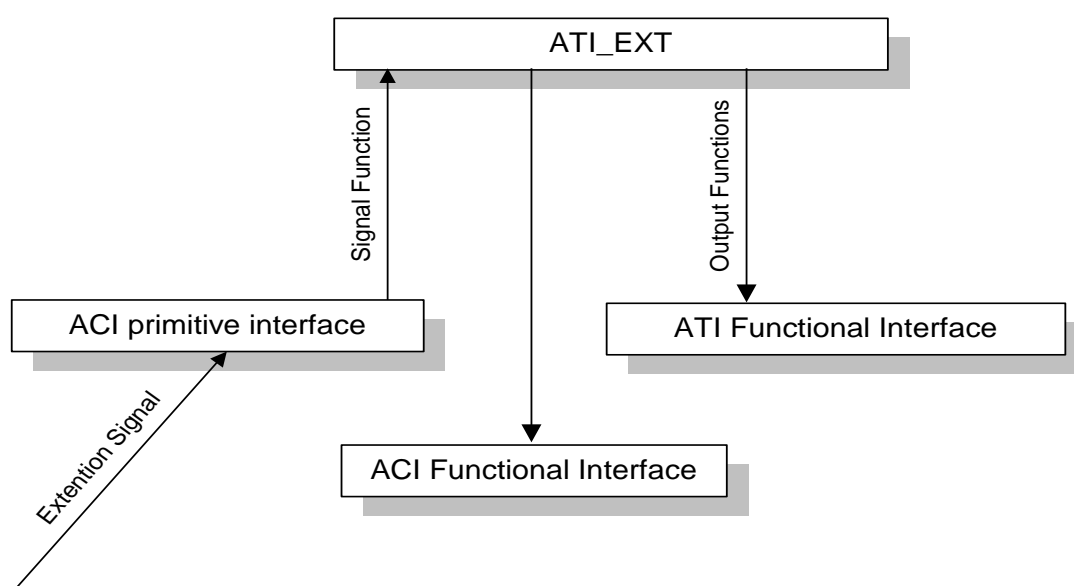 ATI_EXT
Signal Function
Output Functions
ACI primitive interface
ATI Functional Interface
Extention Signal
ACI Functional Interface